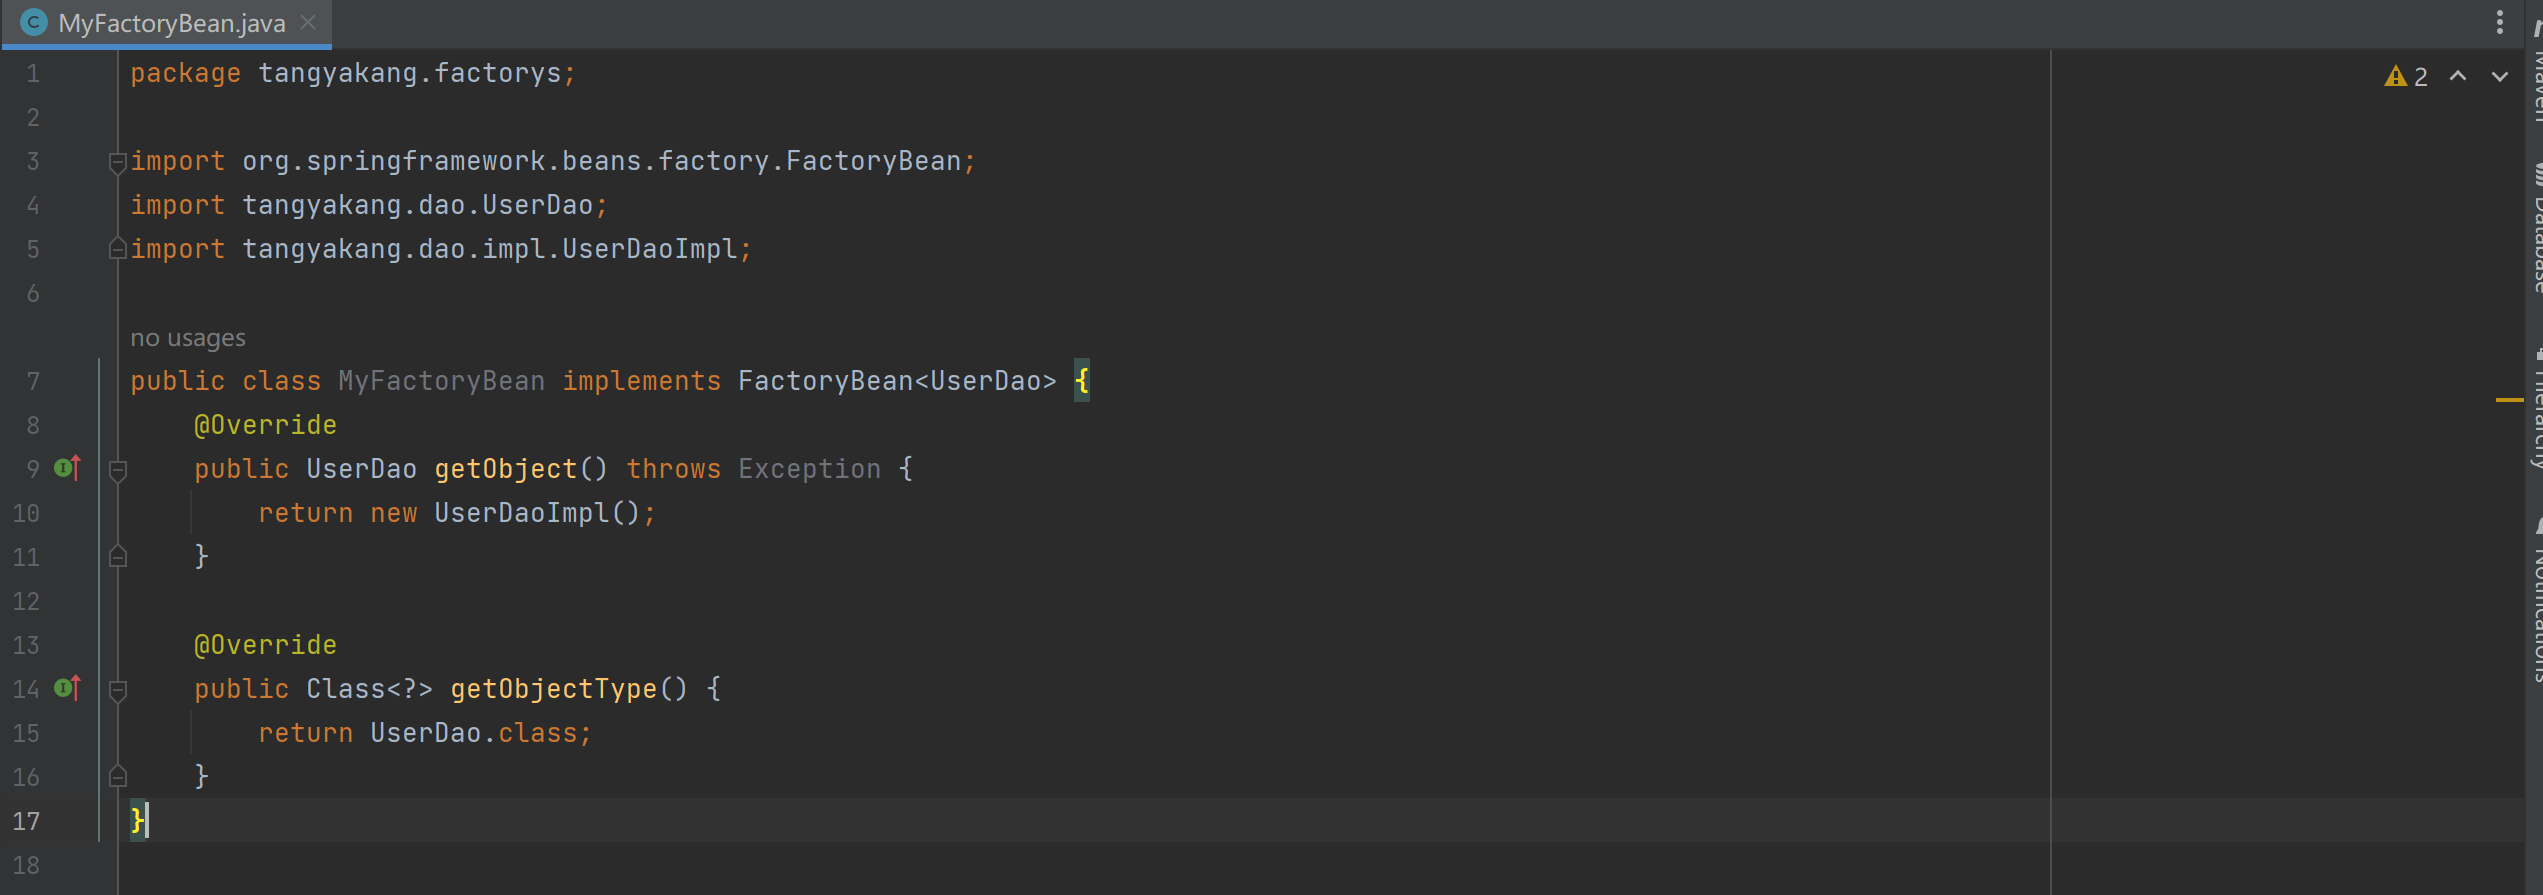 MyFactoryBean.java
2
1 package tangyakang.factorys;
2
3 import org.springframework.beans.factory.FactoryBean;
4 import tangyakang.dao.UserDao;
5 import tangyakang.dao.impl.UserDaoImpl;
6
no usages
7 public class MyFactoryBean implements FactoryBean<UserDao> {
8     @Override
9     public UserDao getObject() throws Exception {
10         return new UserDaoImpl();
11     }
12
13     @Override
14     public Class<?> getObjectType() {
15         return UserDao.class;
16     }
17 }
18
Maven
Database
Notifications